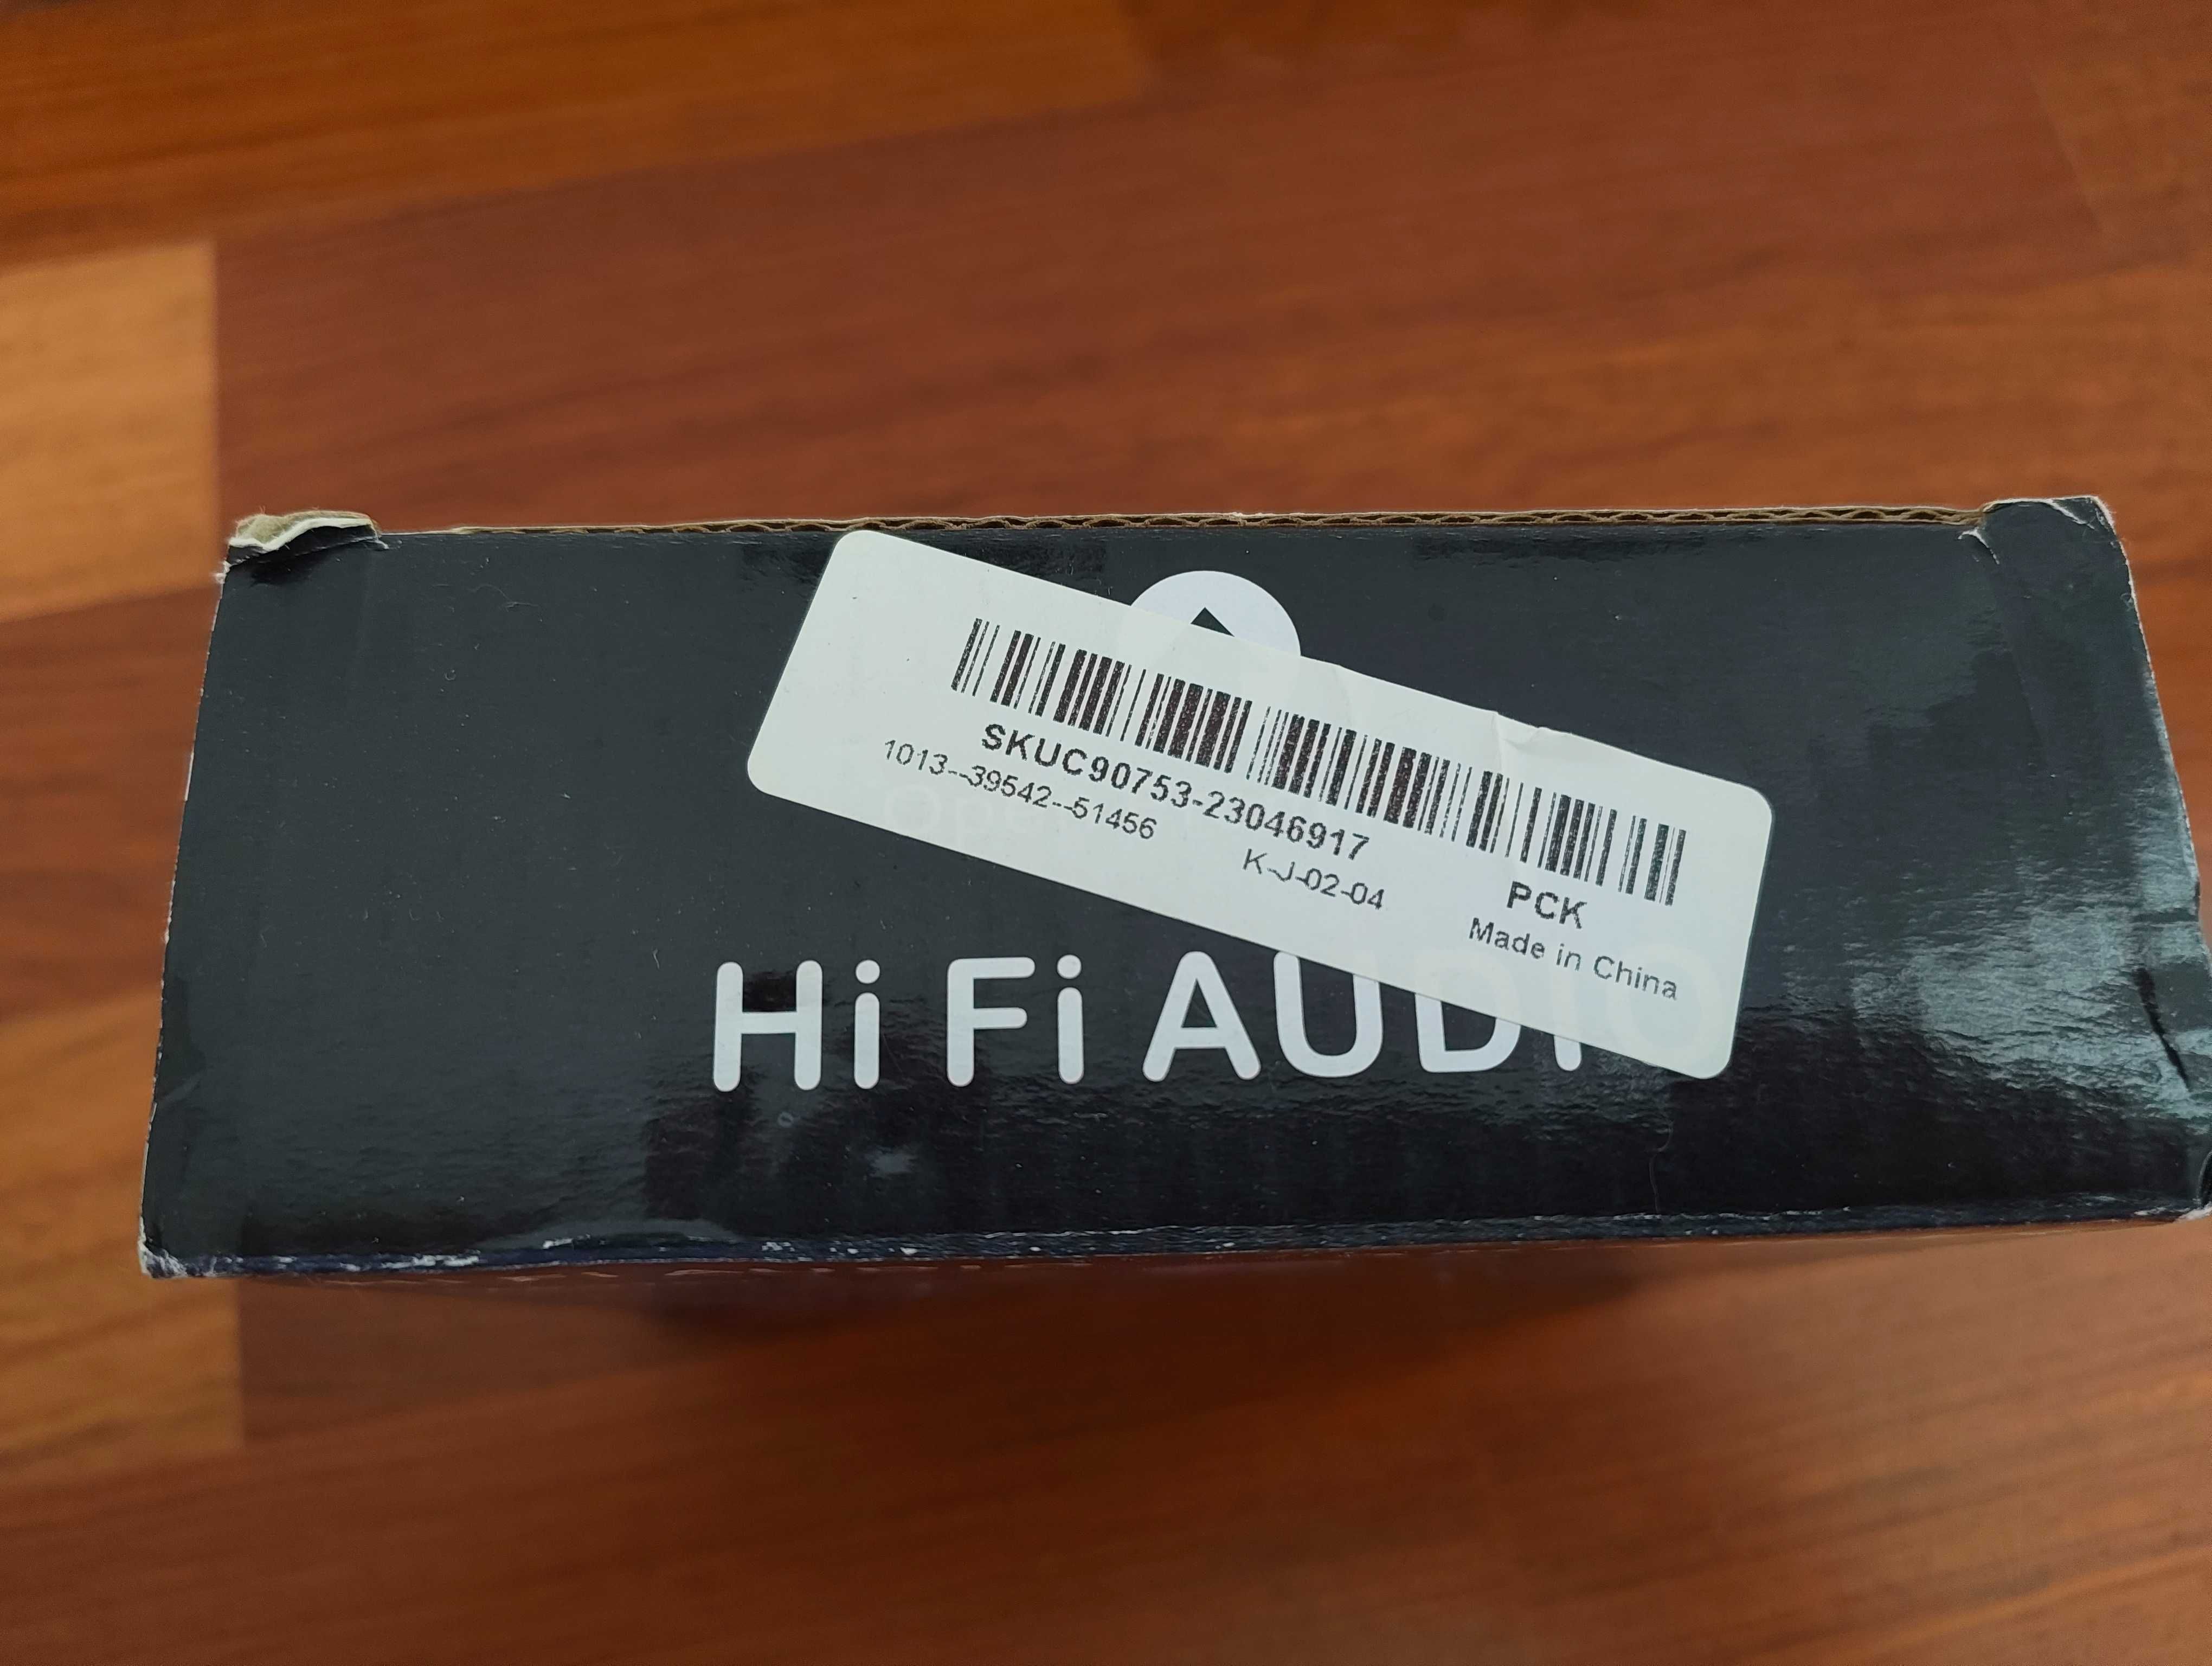 SKUC90753-23046917
1013--39542--51456
K-J-02-04
PCK
Made in China
Hi Fi AUDIO